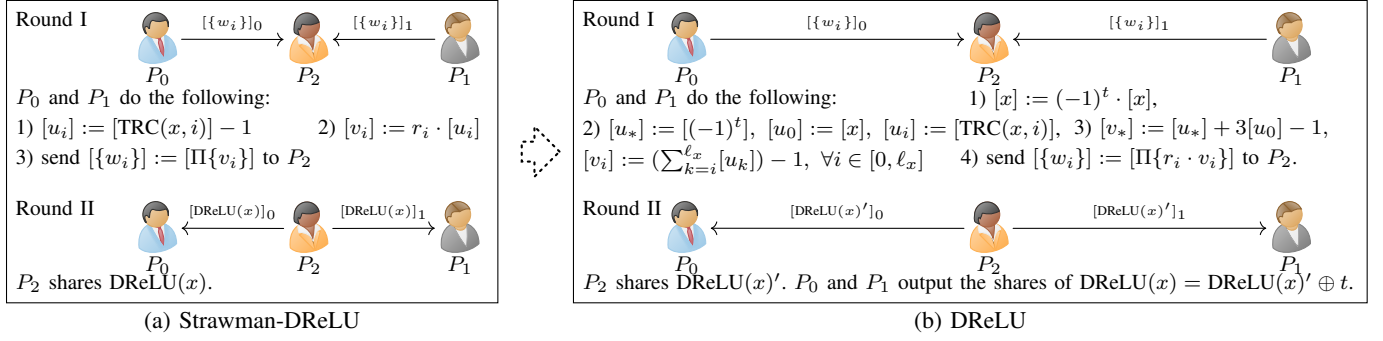 Round I
[{w_i}]_0
[{w_i}]_1
P_0
P_2
P_1
P_0 and P_1 do the following:
1) [u_i] := [TRC(x, i)] − 1 2) [v_i] := r_i · [u_i]
3) send [{w_i}] := [Π{v_i}] to P_2
Round II
[DReLU(x)]_0
[DReLU(x)]_1
P_0
P_2
P_1
P_2 shares DReLU(x).
(a) Strawman-DReLU
Round I
[{w_i}]_0
[{w_i}]_1
P_0
P_2
P_1
P_0 and P_1 do the following: 1) [x] := (−1)^t · [x],
2) [u_*] := [(−1)^t], [u_0] := [x], [u_i] := [TRC(x, i)], 3) [v_*] := [u_*] + 3[u_0] − 1,
[v_i] := (∑_{k=i}^{ℓ_x}[u_k]) − 1, ∀i ∈ [0, ℓ_x] 4) send [{w_i}] := [Π{r_i · v_i}] to P_2.
Round II
[DReLU(x)′]_0
[DReLU(x)′]_1
P_0
P_2
P_1
P_2 shares DReLU(x)′. P_0 and P_1 output the shares of DReLU(x) = DReLU(x)′ ⊕ t.
(b) DReLU